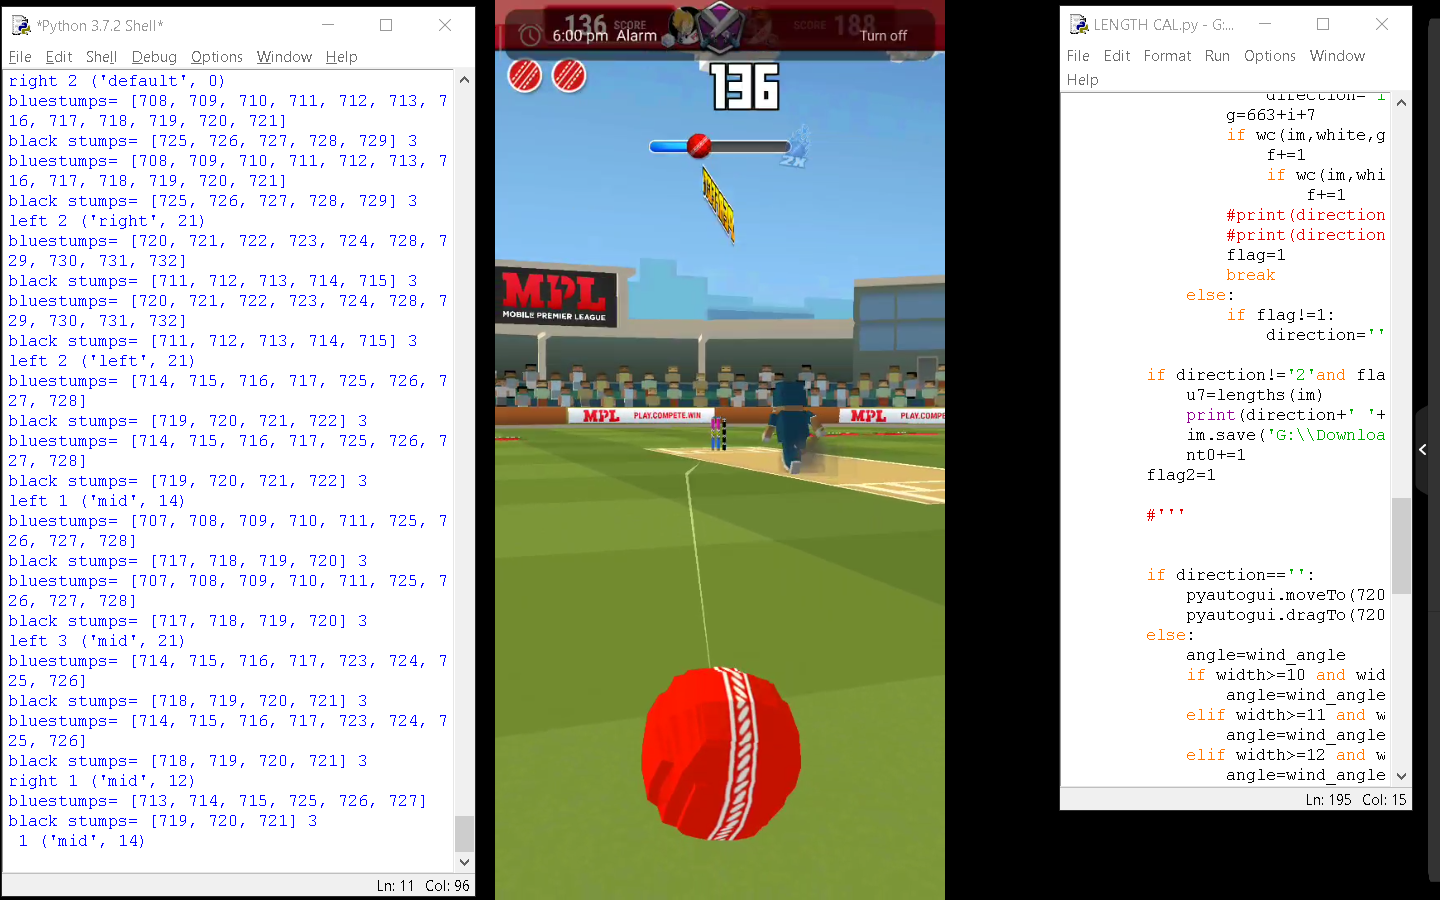 *Python 3.7.2 Shell*
File Edit Shell Debug Options Window Help
right 2 ('default', 0)
bluestumps= [708, 709, 710, 711, 712, 713, 7
16, 717, 718, 719, 720, 721]
black stumps= [725, 726, 727, 728, 729] 3
bluestumps= [708, 709, 710, 711, 712, 713, 7
16, 717, 718, 719, 720, 721]
black stumps= [725, 726, 727, 728, 729] 3
left 2 ('right', 21)
bluestumps= [720, 721, 722, 723, 724, 728, 7
29, 730, 731, 732]
black stumps= [711, 712, 713, 714, 715] 3
bluestumps= [720, 721, 722, 723, 724, 728, 7
29, 730, 731, 732]
black stumps= [711, 712, 713, 714, 715] 3
left 2 ('left', 21)
bluestumps= [714, 715, 716, 717, 725, 726, 7
27, 728]
black stumps= [719, 720, 721, 722] 3
bluestumps= [714, 715, 716, 717, 725, 726, 7
27, 728]
black stumps= [719, 720, 721, 722] 3
left 1 ('mid', 14)
bluestumps= [707, 708, 709, 710, 711, 725, 7
26, 727, 728]
black stumps= [717, 718, 719, 720] 3
bluestumps= [707, 708, 709, 710, 711, 725, 7
26, 727, 728]
black stumps= [717, 718, 719, 720] 3
left 3 ('mid', 21)
bluestumps= [714, 715, 716, 717, 723, 724, 7
25, 726]
black stumps= [718, 719, 720, 721] 3
bluestumps= [714, 715, 716, 717, 723, 724, 7
25, 726]
black stumps= [718, 719, 720, 721] 3
right 1 ('mid', 12)
bluestumps= [713, 714, 715, 725, 726, 727]
black stumps= [719, 720, 721] 3
 1 ('mid', 14)
Ln: 11 Col: 96
136 SCORE SCORE 188
6:00 pm Alarm Turn off
136
2X
MPL
MOBILE PREMIER LEAGUE
MPL PLAY.COMPETE.WIN MPL PLAY.CO
LENGTH CAL.py - G:...
File Edit Format Run Options Window
Help
direction='i
g=663+i+7
if wc(im,white,g
f+=1
if wc(im,whi
f+=1
#print(direction
#print(direction
flag=1
break
else:
if flag!=1:
direction=''
if direction!='2'and fla
u7=lengths(im)
print(direction+' '+
im.save('G:\\Downloa
nt0+=1
flag2=1
#'''
if direction=='':
pyautogui.moveTo(720
pyautogui.dragTo(720
else:
angle=wind_angle
if width>=10 and wid
angle=wind_angle
elif width>=11 and w
angle=wind_angle
elif width>=12 and w
angle=wind_angle
Ln: 195 Col: 15